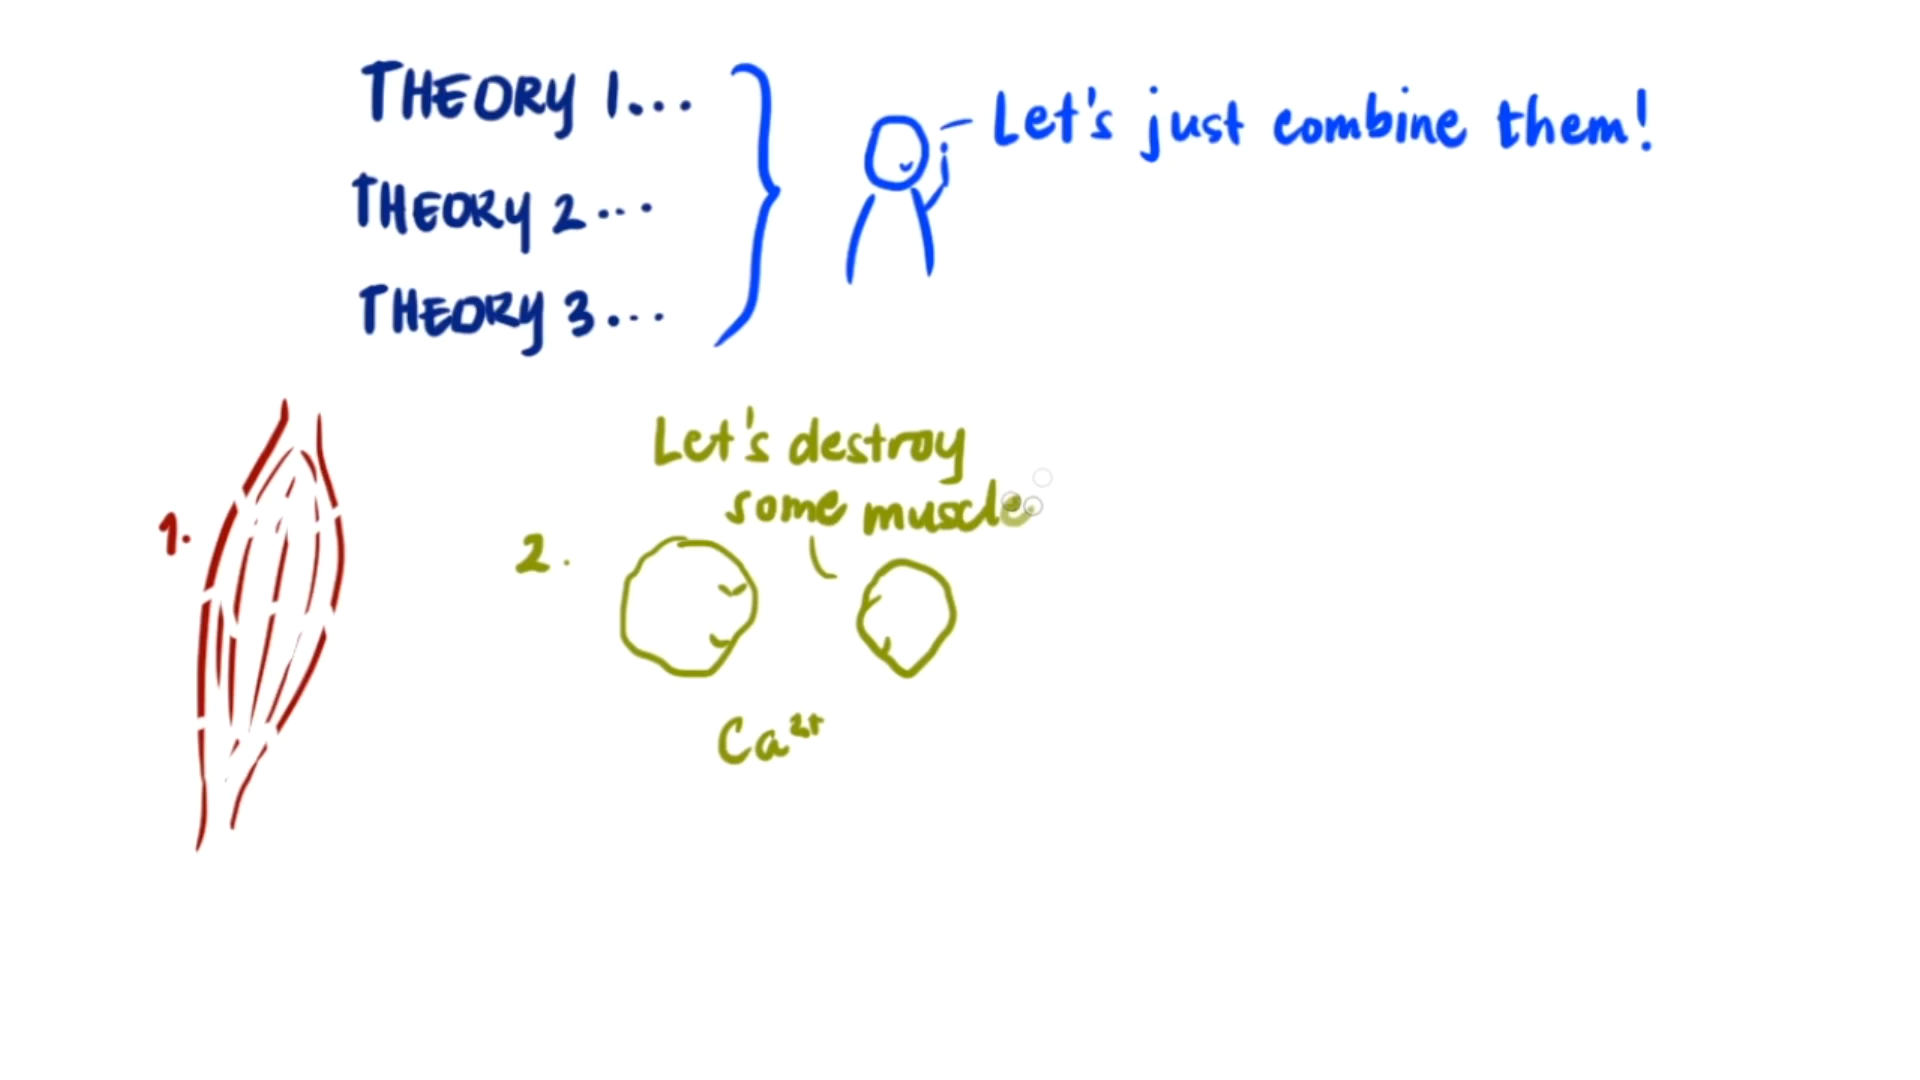 THEORY 1...
Let's just combine them!
THEORY 2...
THEORY 3...
1.
Let's destroy
some muscle
2.
Ca²⁺